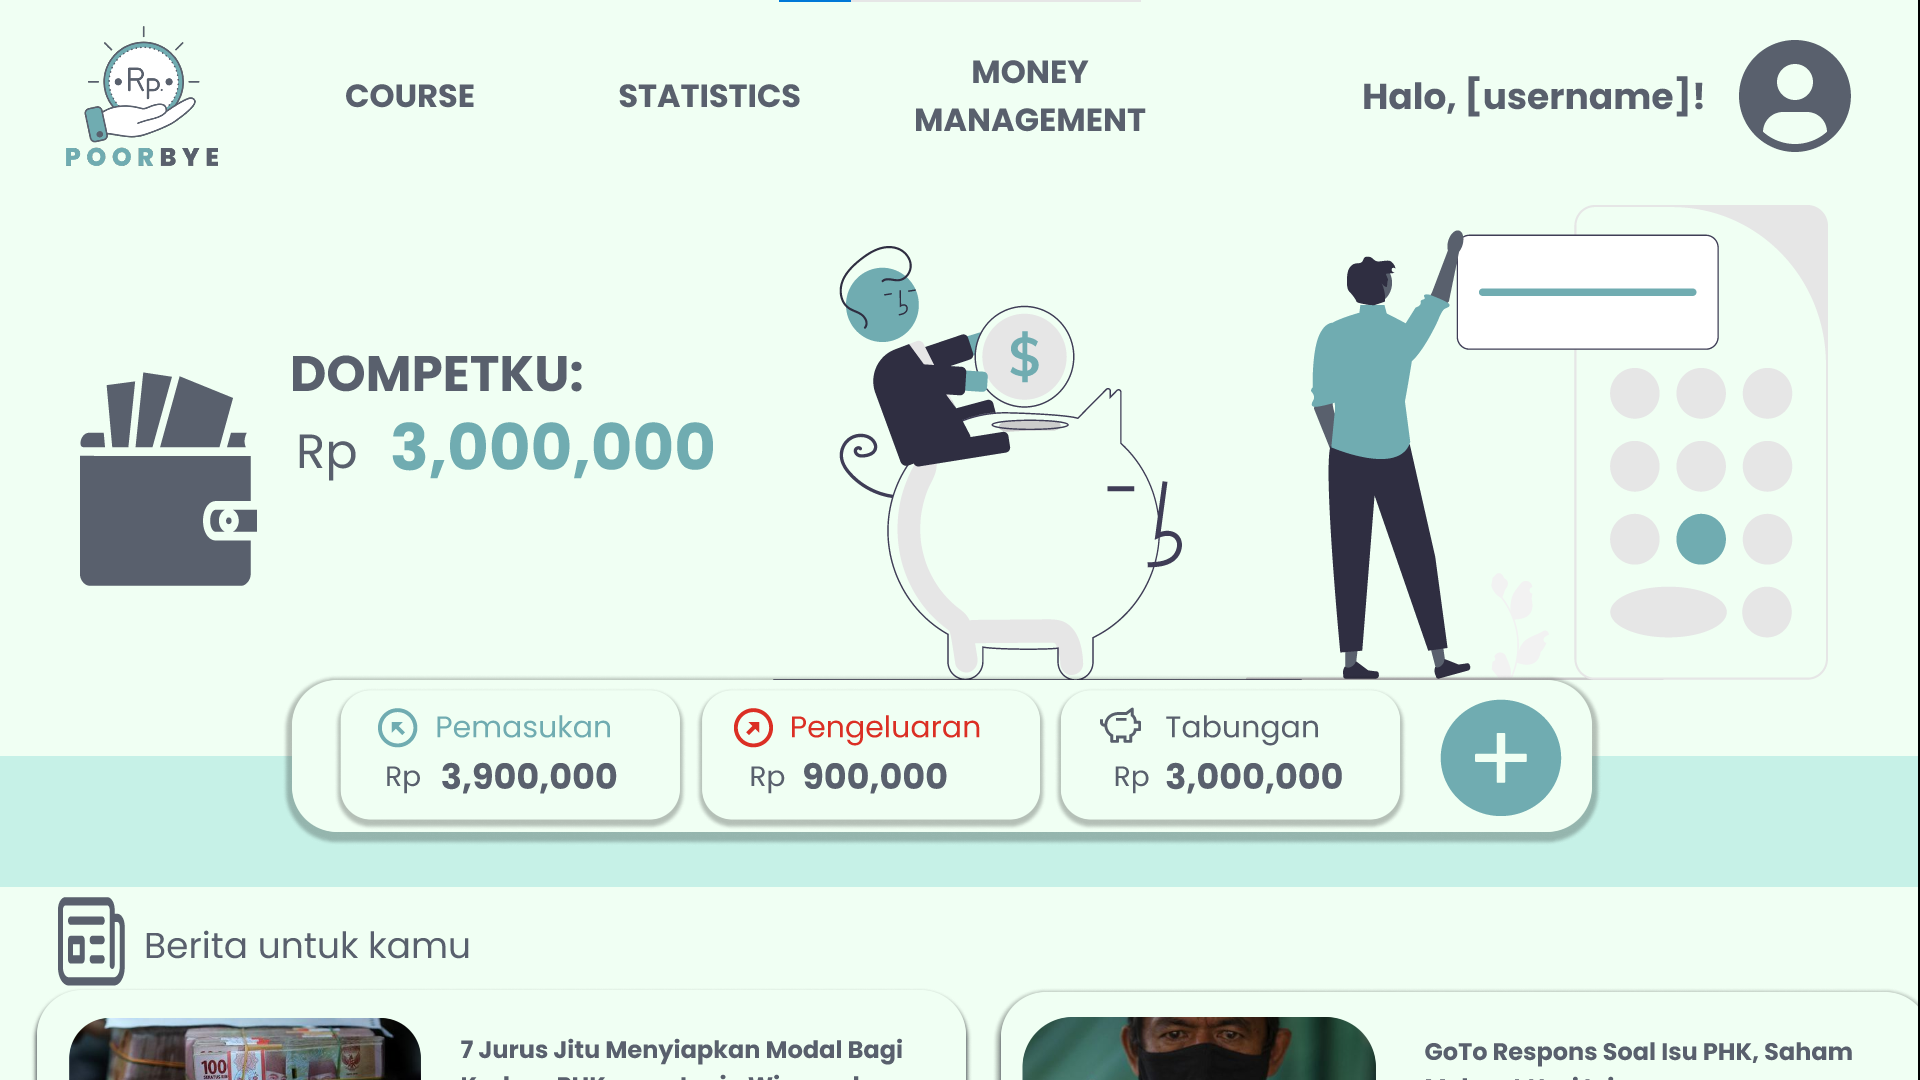 Rp.
POORBYE
COURSE
STATISTICS
MONEY
MANAGEMENT
Halo, [username]!
$
DOMPETKU:
Rp 3,000,000
Pemasukan
Rp 3,900,000
Pengeluaran
Rp 900,000
Tabungan
Rp 3,000,000
Berita untuk kamu
100
7 Jurus Jitu Menyiapkan Modal Bagi
GoTo Respons Soal Isu PHK, Saham